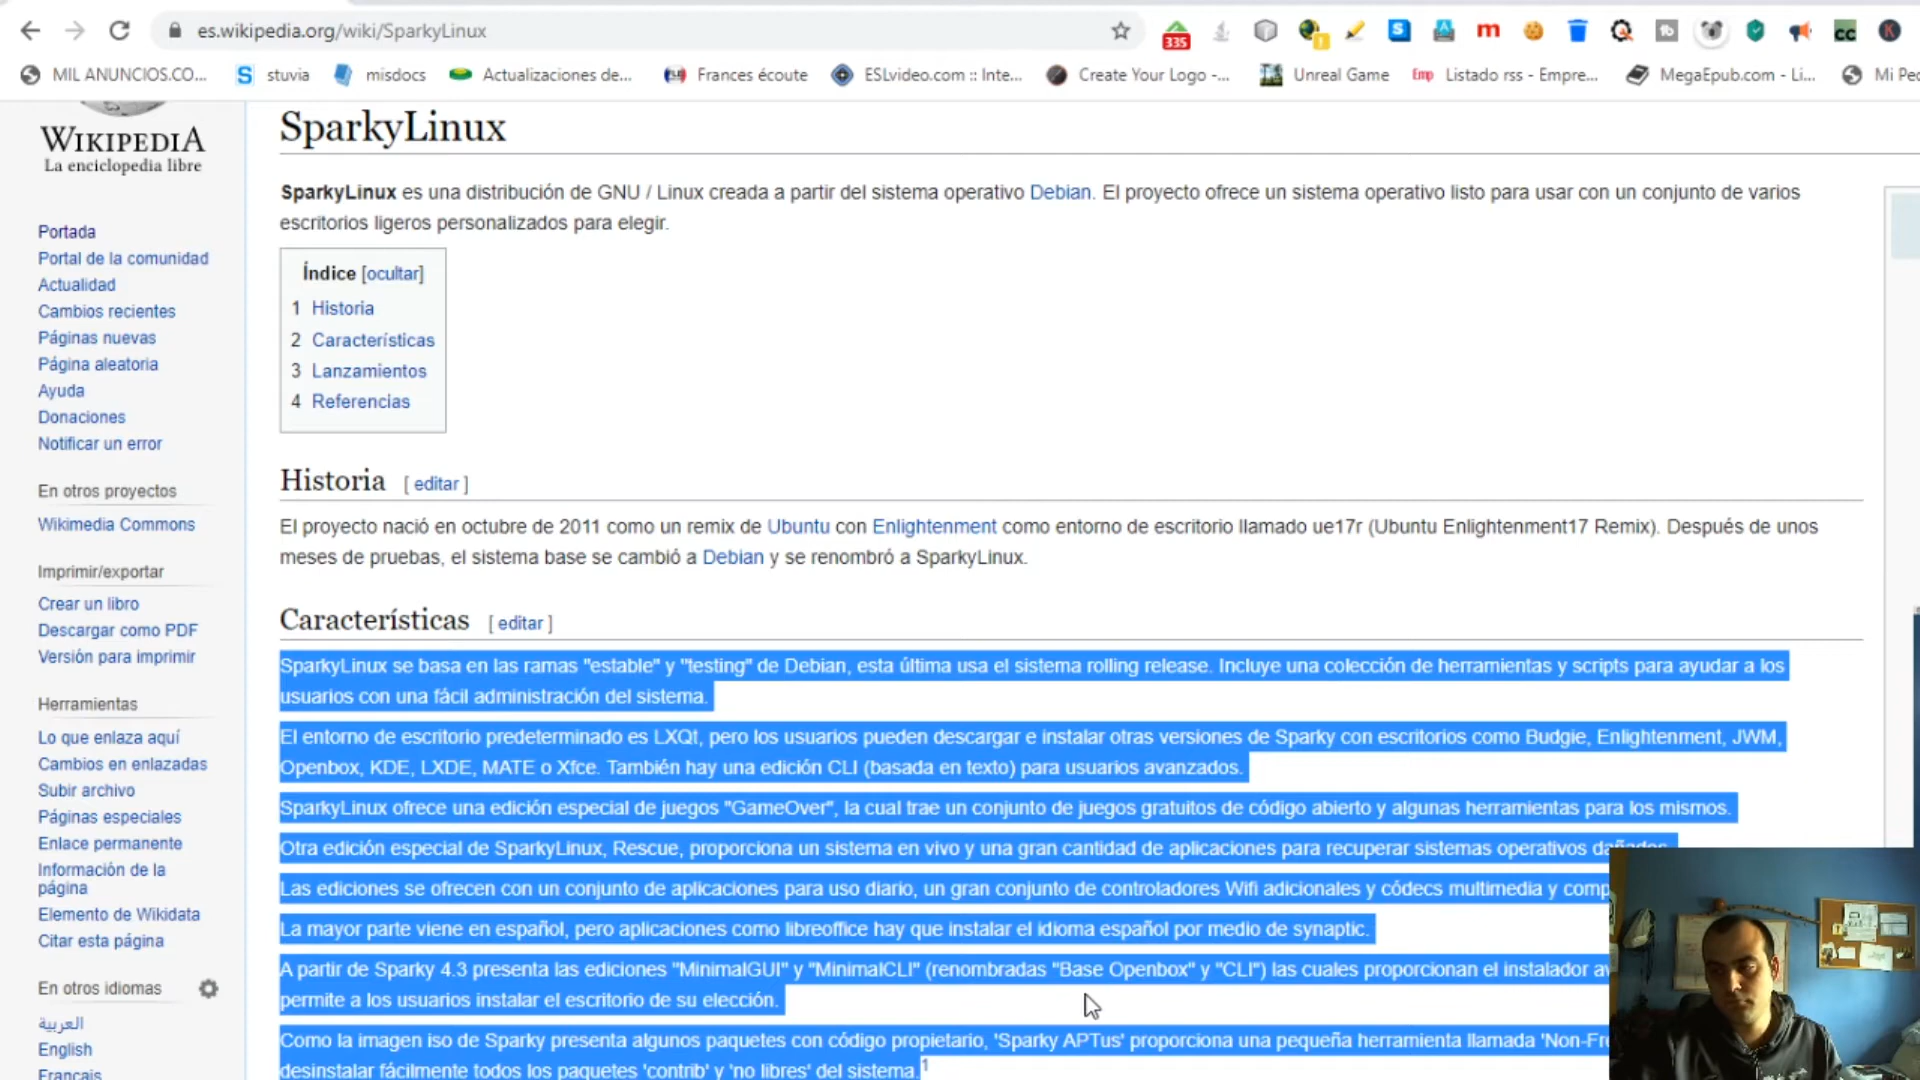 es.wikipedia.org/wiki/SparkyLinux
335
MIL ANUNCIOS.CO...
stuvia
misdocs
Actualizaciones de...
Frances écoute
ESLvideo.com :: Inte...
Create Your Logo -...
Unreal Game
Emp
Listado rss - Empre...
MegaEpub.com - Li...
Mi Pec
WIKIPEDIA
La enciclopedia libre
Portada
Portal de la comunidad
Actualidad
Cambios recientes
Páginas nuevas
Página aleatoria
Ayuda
Donaciones
Notificar un error
En otros proyectos
Wikimedia Commons
Imprimir/exportar
Crear un libro
Descargar como PDF
Versión para imprimir
Herramientas
Lo que enlaza aquí
Cambios en enlazadas
Subir archivo
Páginas especiales
Enlace permanente
Información de la
página
Elemento de Wikidata
Citar esta página
En otros idiomas
العربية
English
Français
SparkyLinux
SparkyLinux es una distribución de GNU / Linux creada a partir del sistema operativo Debian. El proyecto ofrece un sistema operativo listo para usar con un conjunto de varios
escritorios ligeros personalizados para elegir.
Índice [ocultar]
1 Historia
2 Características
3 Lanzamientos
4 Referencias
Historia [ editar ]
El proyecto nació en octubre de 2011 como un remix de Ubuntu con Enlightenment como entorno de escritorio llamado ue17r (Ubuntu Enlightenment17 Remix). Después de unos
meses de pruebas, el sistema base se cambió a Debian y se renombró a SparkyLinux.
Características [ editar ]
SparkyLinux se basa en las ramas "estable" y "testing" de Debian, esta última usa el sistema rolling release. Incluye una colección de herramientas y scripts para ayudar a los
usuarios con una fácil administración del sistema.
El entorno de escritorio predeterminado es LXQt, pero los usuarios pueden descargar e instalar otras versiones de Sparky con escritorios como Budgie, Enlightenment, JWM,
Openbox, KDE, LXDE, MATE o Xfce. También hay una edición CLI (basada en texto) para usuarios avanzados.
SparkyLinux ofrece una edición especial de juegos "GameOver", la cual trae un conjunto de juegos gratuitos de código abierto y algunas herramientas para los mismos.
Otra edición especial de SparkyLinux, Rescue, proporciona un sistema en vivo y una gran cantidad de aplicaciones para recuperar sistemas operativos dañados.
Las ediciones se ofrecen con un conjunto de aplicaciones para uso diario, un gran conjunto de controladores Wifi adicionales y códecs multimedia y comp
La mayor parte viene en español, pero aplicaciones como libreoffice hay que instalar el idioma español por medio de synaptic.
A partir de Sparky 4.3 presenta las ediciones "MinimalGUI" y "MinimalCLI" (renombradas "Base Openbox" y "CLI") las cuales proporcionan el instalador av
permite a los usuarios instalar el escritorio de su elección.
Como la imagen iso de Sparky presenta algunos paquetes con código propietario, 'Sparky APTus' proporciona una pequeña herramienta llamada 'Non-Fre
desinstalar fácilmente todos los paquetes 'contrib' y 'no libres' del sistema.1